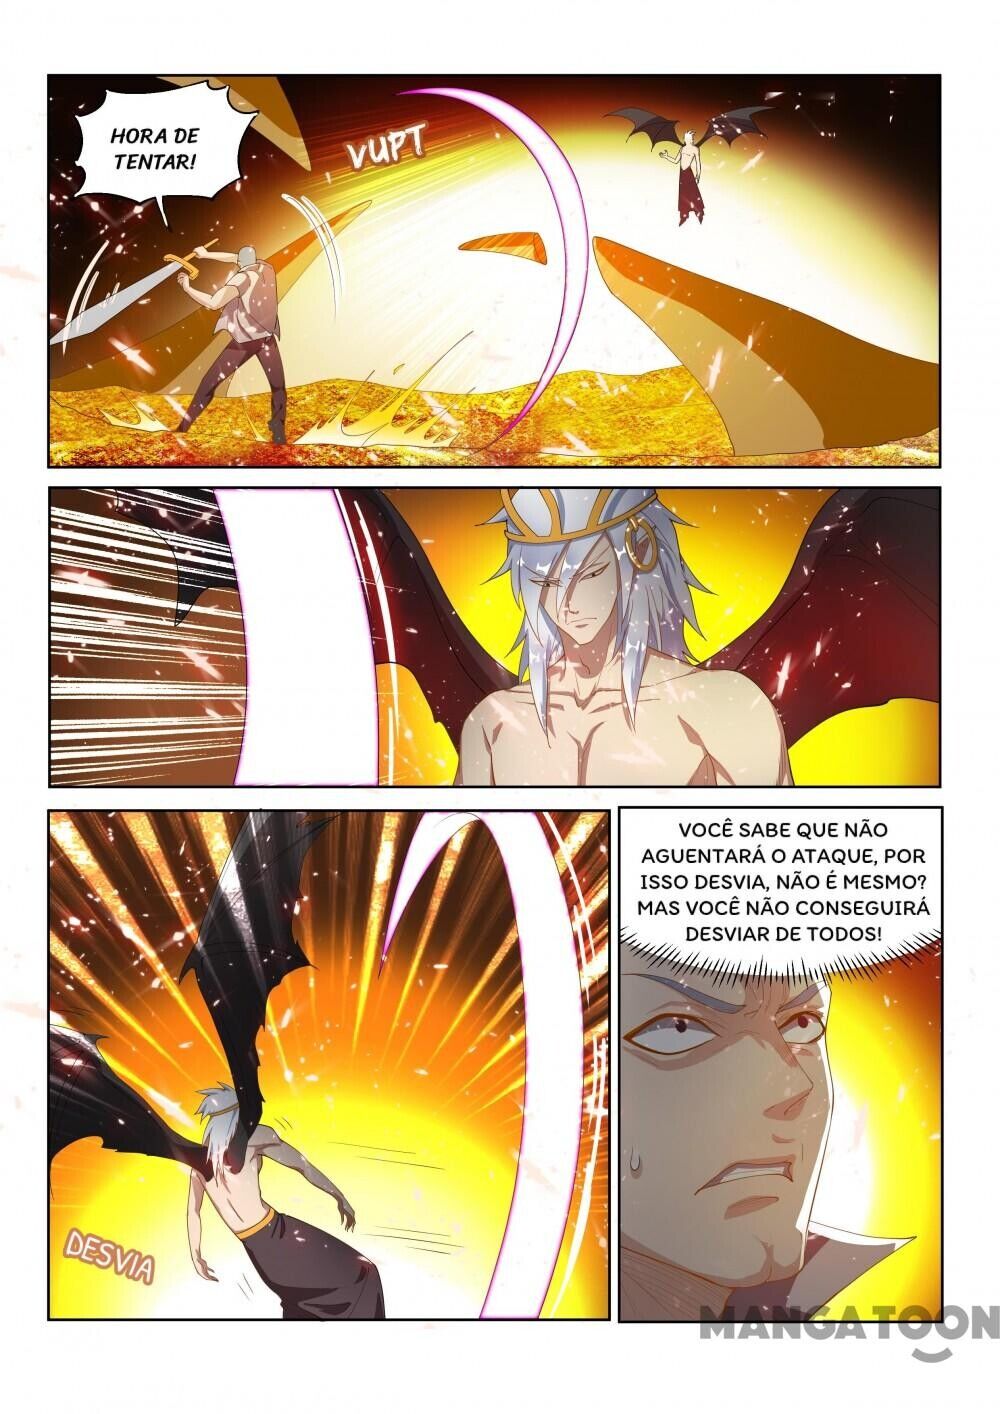 HORA DE
TENTAR!
VUPT
VOCÊ SABE QUE NÃO
AGUENTARÁ O ATAQUE, POR
ISSO DESVIA, NÃO É MESMO?
MAS VOCÊ NÃO CONSEGUIRÁ
DESVIAR DE TODOS!
DESVIA
MANGATOON